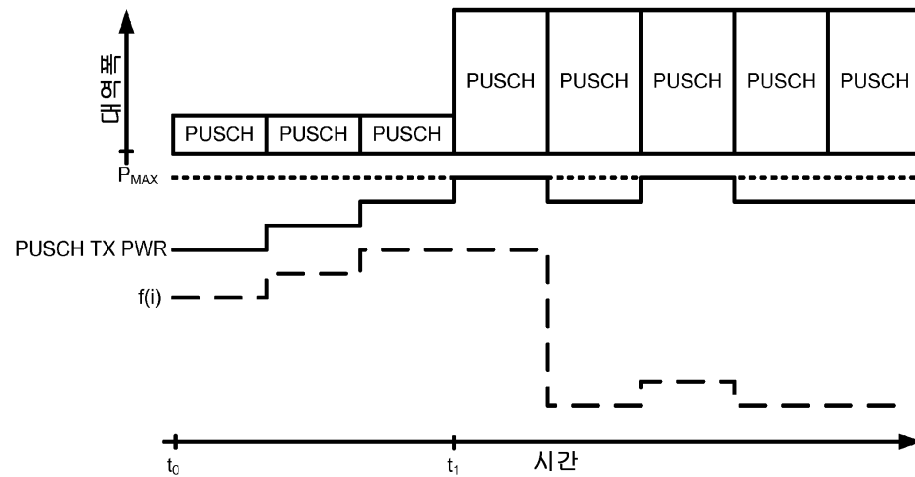 대역폭
PUSCH PUSCH PUSCH PUSCH PUSCH
PUSCH PUSCH PUSCH
PMAX
PUSCH TX PWR
f(i)
t0 t1 시간